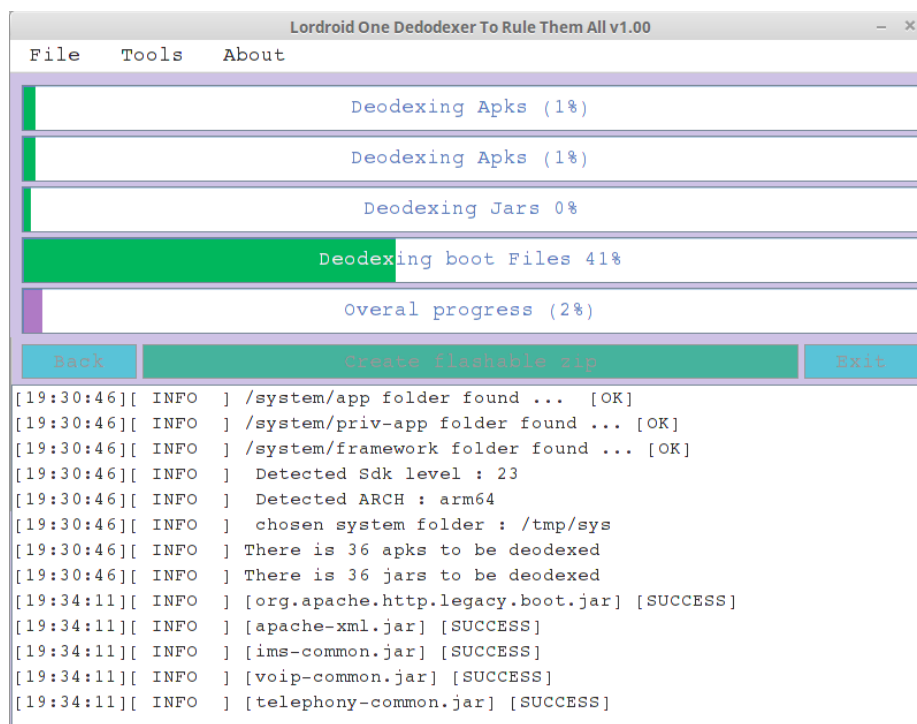 Lordroid One Dedodexer To Rule Them All v1.00
File Tools About
Deodexing Apks (1%)
Deodexing Apks (1%)
Deodexing Jars 0%
Deodexing boot Files 41%
Overal progress (2%)
Back Create flashable zip Exit
[19:30:46][ INFO ] /system/app folder found ... [OK]
[19:30:46][ INFO ] /system/priv-app folder found ... [OK]
[19:30:46][ INFO ] /system/framework folder found ... [OK]
[19:30:46][ INFO ] Detected Sdk level : 23
[19:30:46][ INFO ] Detected ARCH : arm64
[19:30:46][ INFO ] chosen system folder : /tmp/sys
[19:30:46][ INFO ] There is 36 apks to be deodexed
[19:30:46][ INFO ] There is 36 jars to be deodexed
[19:34:11][ INFO ] [org.apache.http.legacy.boot.jar] [SUCCESS]
[19:34:11][ INFO ] [apache-xml.jar] [SUCCESS]
[19:34:11][ INFO ] [ims-common.jar] [SUCCESS]
[19:34:11][ INFO ] [voip-common.jar] [SUCCESS]
[19:34:11][ INFO ] [telephony-common.jar] [SUCCESS]